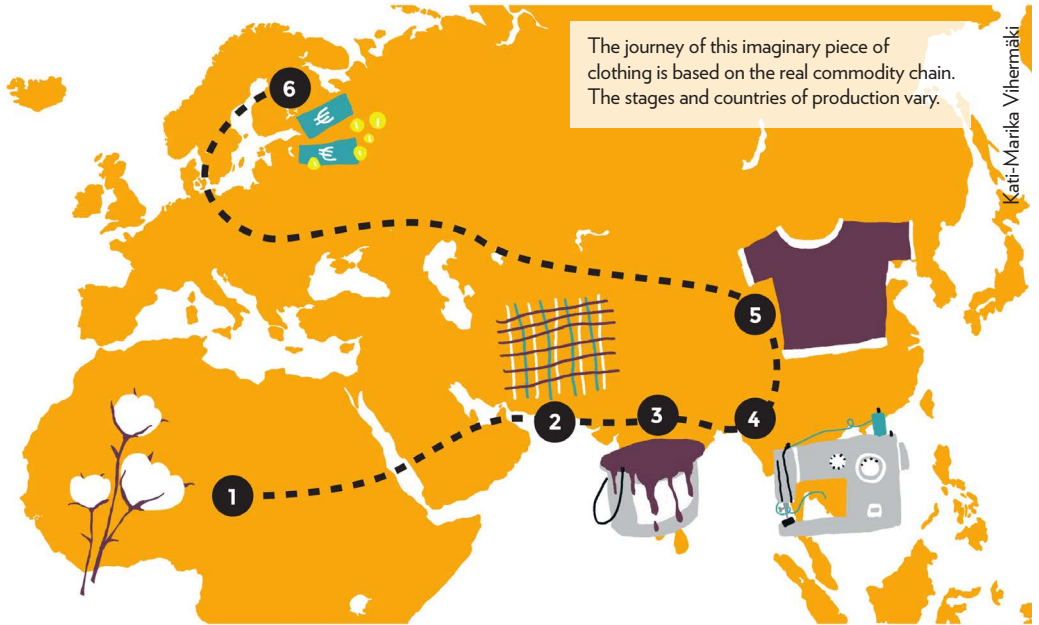 The journey of this imaginary piece of
clothing is based on the real commodity chain.
The stages and countries of production vary.
Kati-Marika Vihermäki
6
€
€
5
3
2
4
1